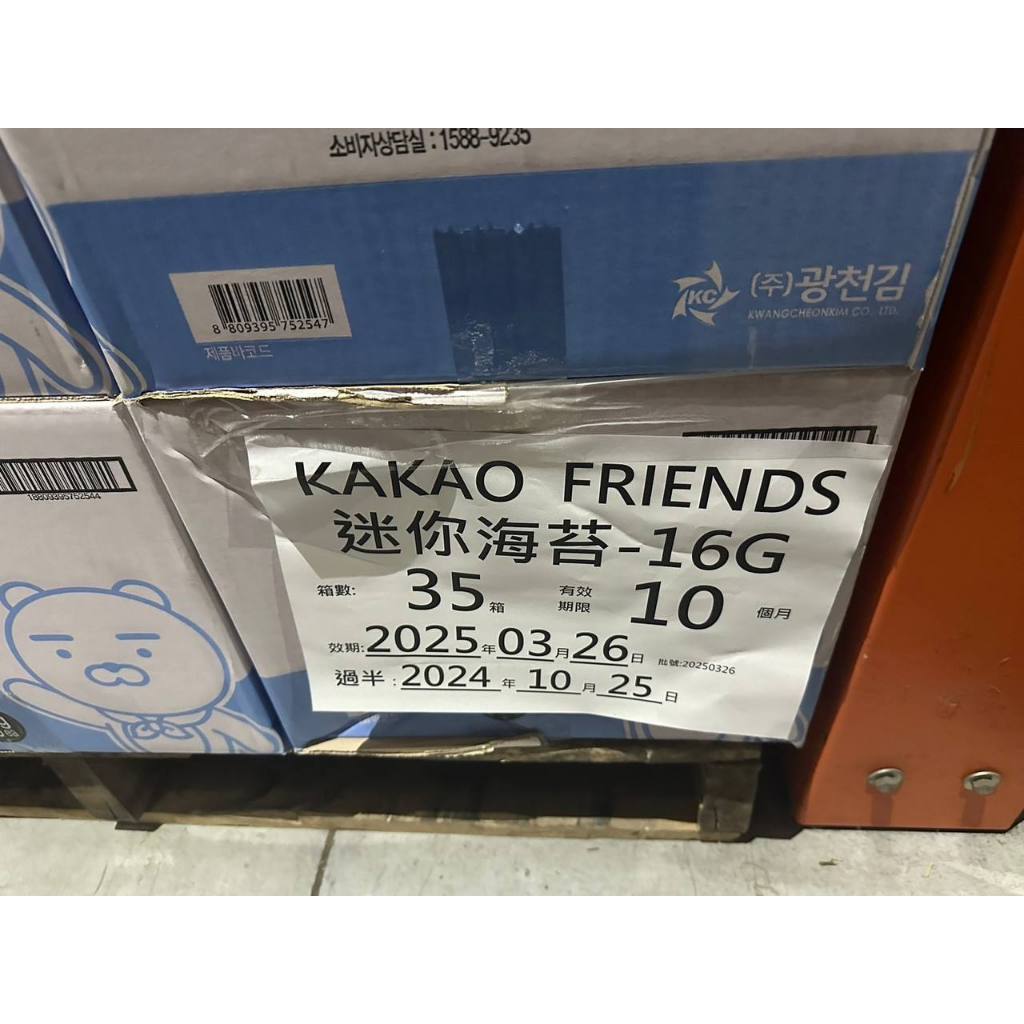 소비자상담실 : 1588-9235
8 809395 752547
제품바코드
KC
(주)광천김
KWANGCHEONKIM CO., LTD.
18809395752544
KAKAO FRIENDS
迷你海苔-16G
箱數: 35 箱 有效期限 10 個月
效期: 2025 年 03 月 26 日 批號:20250326
過半 : 2024 年 10 月 25 日